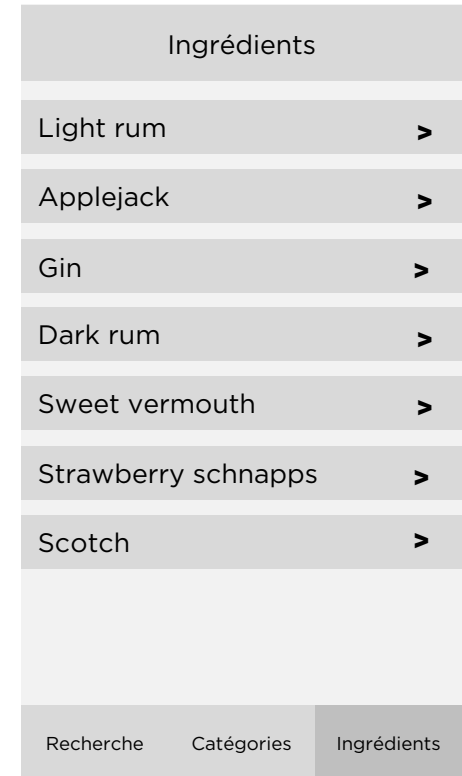 Ingrédients
Light rum >
Applejack >
Gin >
Dark rum >
Sweet vermouth >
Strawberry schnapps >
Scotch >
Recherche Catégories Ingrédients